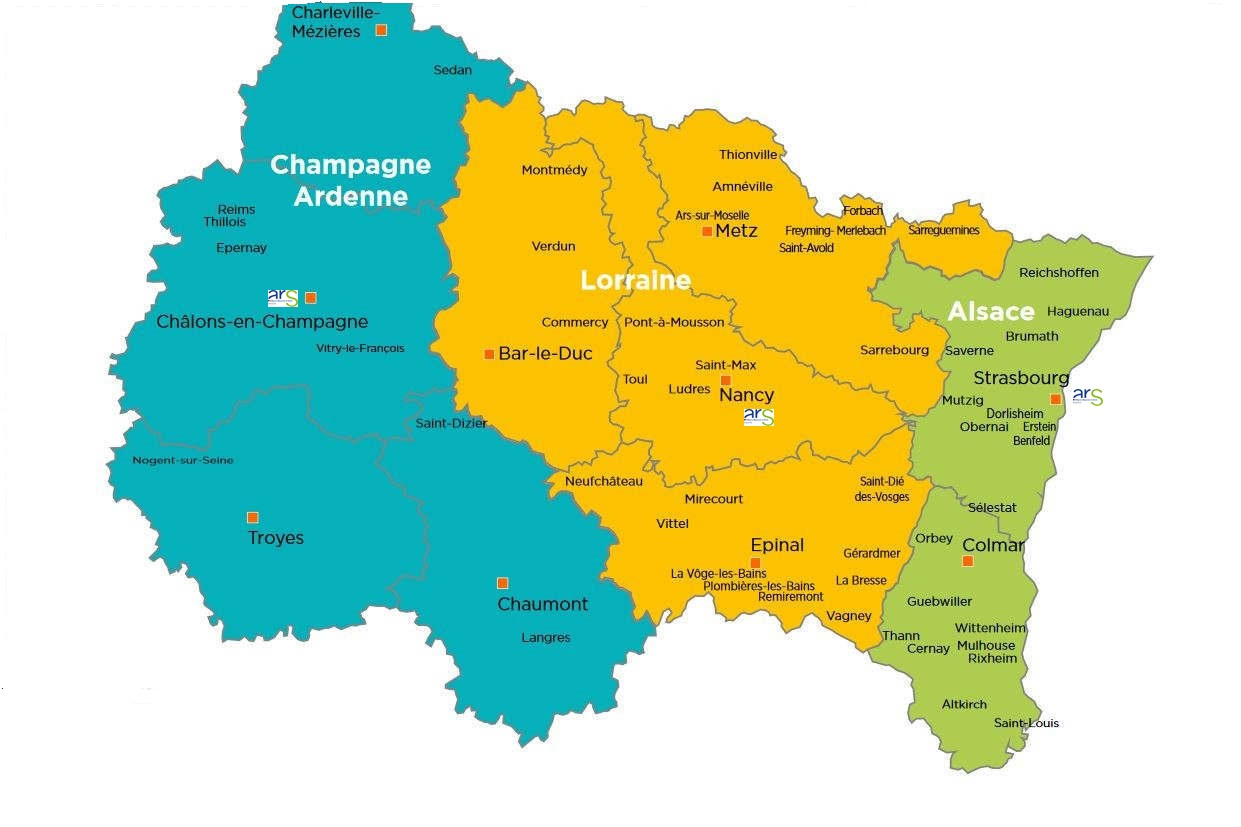 Charleville-
Mézières
Sedan
Champagne
Ardenne
Reims
Thillois
Epernay
ars
Châlons-en-Champagne
Vitry-le-François
Saint-Dizier
Nogent-sur-Seine
Troyes
Chaumont
Langres
Montmédy
Thionville
Amnéville
Ars-sur-Moselle
Metz
Forbach
Freyming- Merlebach
Saint-Avold
Sarreguemines
Verdun
Lorraine
Commercy
Pont-à-Mousson
Bar-le-Duc
Sarrebourg
Toul
Saint-Max
Ludres
Nancy
ars
Neufchâteau
Mirecourt
Vittel
Saint-Dié
des-Vosges
Epinal
Gérardmer
La Vôge-les-Bains
Plombières-les-Bains
Remiremont
La Bresse
Vagney
Reichshoffen
Alsace
Haguenau
Brumath
Saverne
Strasbourg
ars
Mutzig
Dorlisheim
Obernai
Erstein
Benfeld
Sélestat
Orbey
Colmar
Guebwiller
Wittenheim
Thann
Cernay
Mulhouse
Rixheim
Altkirch
Saint-Louis